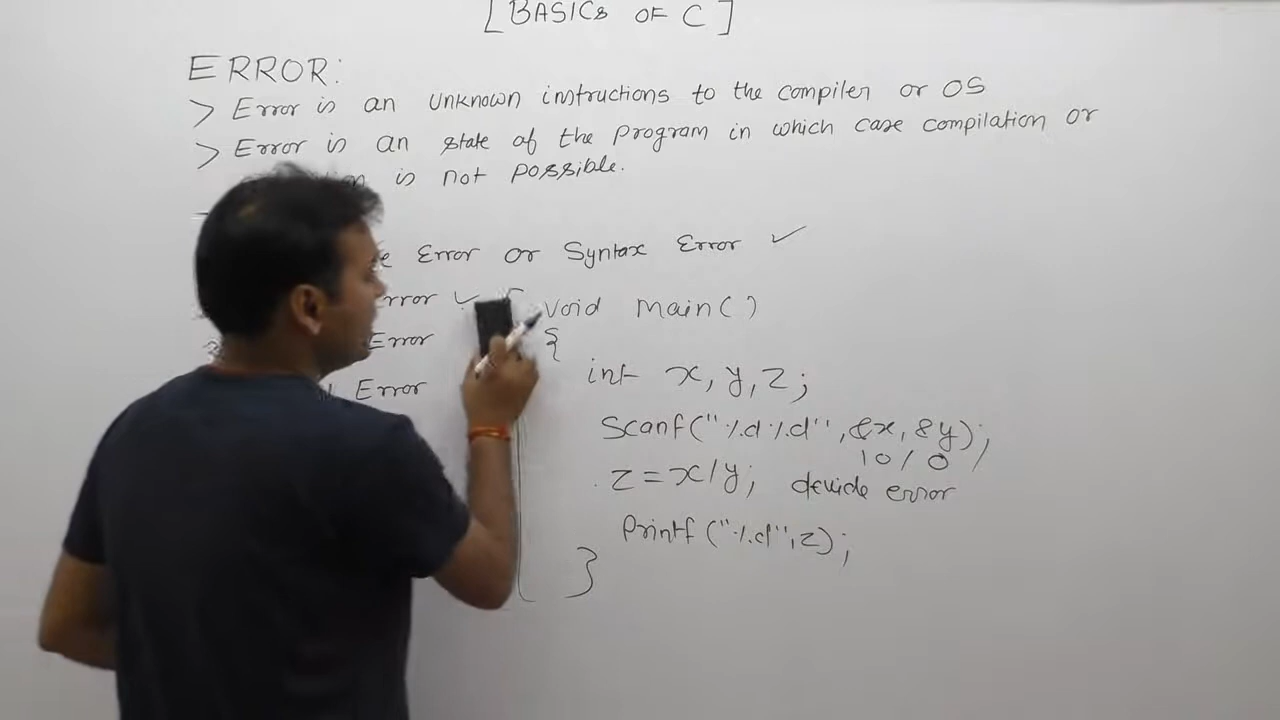 [BASICS OF C]
ERROR:
> Error is an unknown instructions to the compiler or OS
> Error is an state of the program in which case compilation or
is not possible.
Error or Syntax Error ✓
Error ✓
Error
Error
void main()
{
int x, y, z;
Scanf("%d%d", &x, &y);
10/0
z = x/y; devide error
Printf("%d", z);
}